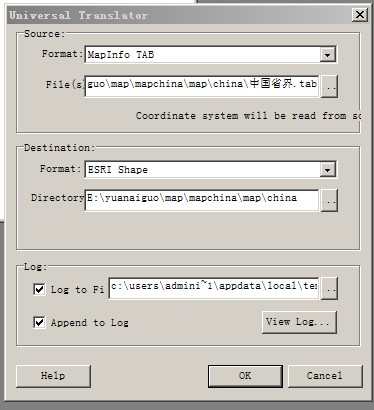 Universal Translator
Source:
Format: MapInfo TAB
File(s guo\map\mapchina\map\china\中国省界.tab ..
Coordinate system will be read from so
Destination:
Format: ESRI Shape
Directory E:\yuanaiguo\map\mapchina\map\china ..
Log:
Log to Fi c:\users\admini~1\appdata\local\ten ..
Append to Log
View Log...
Help OK Cancel